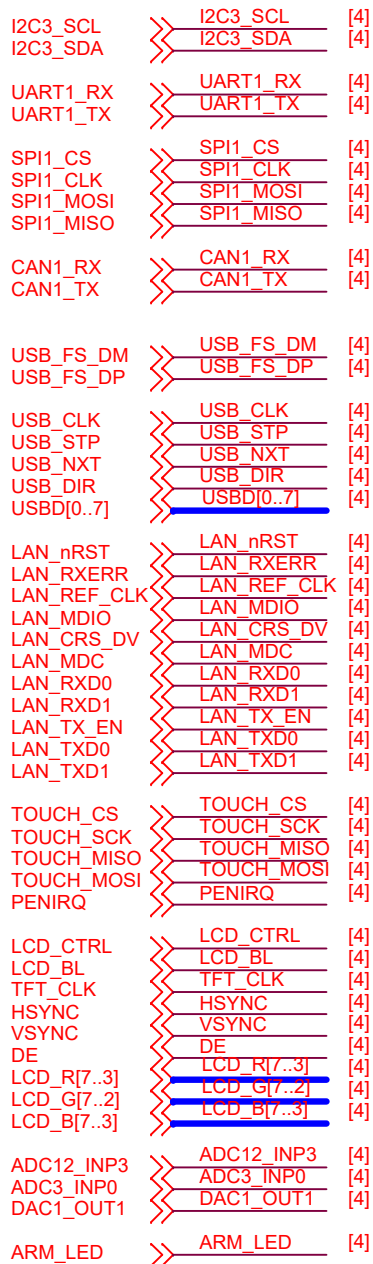 I2C3_SCL I2C3_SCL [4]
I2C3_SDA I2C3_SDA [4]
UART1_RX UART1_RX [4]
UART1_TX UART1_TX [4]
SPI1_CS SPI1_CS [4]
SPI1_CLK SPI1_CLK [4]
SPI1_MOSI SPI1_MOSI [4]
SPI1_MISO SPI1_MISO [4]
CAN1_RX CAN1_RX [4]
CAN1_TX CAN1_TX [4]
USB_FS_DM USB_FS_DM [4]
USB_FS_DP USB_FS_DP [4]
USB_CLK USB_CLK [4]
USB_STP USB_STP [4]
USB_NXT USB_NXT [4]
USB_DIR USB_DIR [4]
USBD[0..7] USBD[0..7] [4]
LAN_nRST LAN_nRST [4]
LAN_RXERR LAN_RXERR [4]
LAN_REF_CLK LAN_REF_CLK [4]
LAN_MDIO LAN_MDIO [4]
LAN_CRS_DV LAN_CRS_DV [4]
LAN_MDC LAN_MDC [4]
LAN_RXD0 LAN_RXD0 [4]
LAN_RXD1 LAN_RXD1 [4]
LAN_TX_EN LAN_TX_EN [4]
LAN_TXD0 LAN_TXD0 [4]
LAN_TXD1 LAN_TXD1 [4]
TOUCH_CS TOUCH_CS [4]
TOUCH_SCK TOUCH_SCK [4]
TOUCH_MISO TOUCH_MISO [4]
TOUCH_MOSI TOUCH_MOSI [4]
PENIRQ PENIRQ [4]
LCD_CTRL LCD_CTRL [4]
LCD_BL LCD_BL [4]
TFT_CLK TFT_CLK [4]
HSYNC HSYNC [4]
VSYNC VSYNC [4]
DE DE [4]
LCD_R[7..3] LCD_R[7..3] [4]
LCD_G[7..2] LCD_G[7..2] [4]
LCD_B[7..3] LCD_B[7..3] [4]
ADC12_INP3 ADC12_INP3 [4]
ADC3_INP0 ADC3_INP0 [4]
DAC1_OUT1 DAC1_OUT1 [4]
ARM_LED ARM_LED [4]